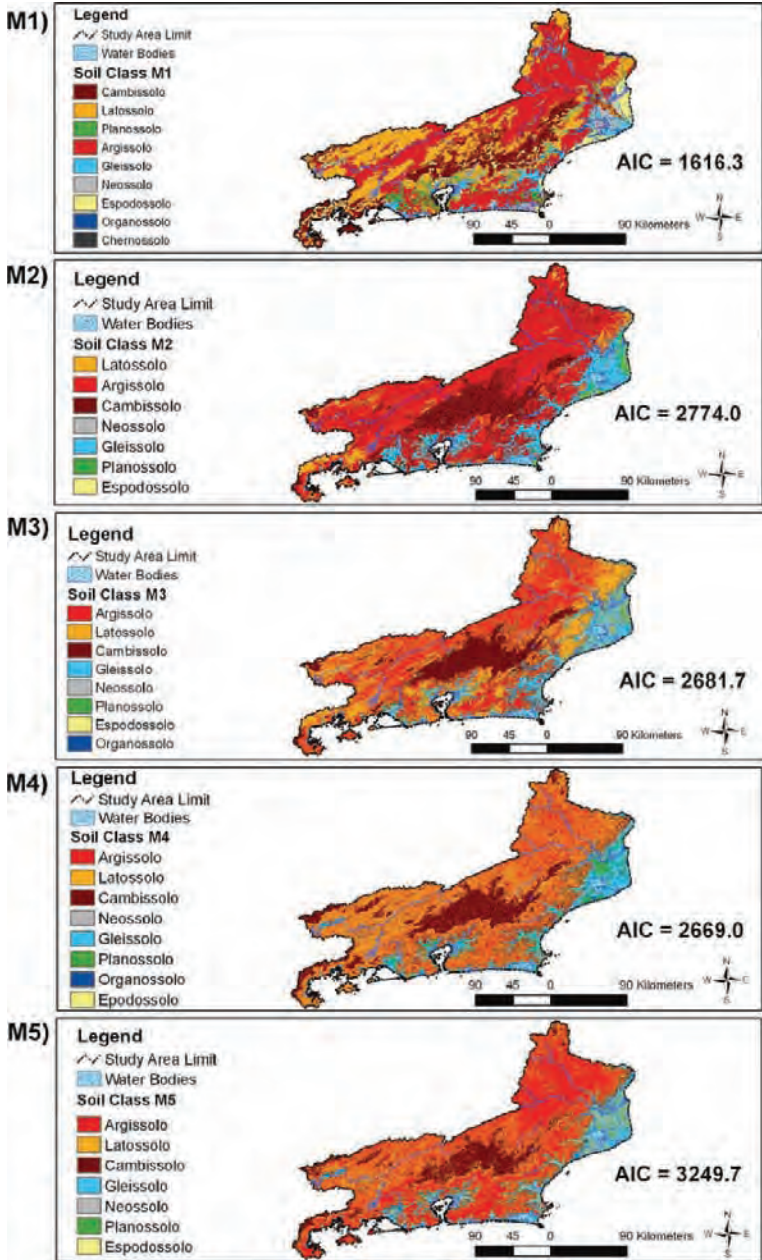 M1)
Legend
Study Area Limit
Water Bodies
Soil Class M1
Cambissolo
Latossolo
Planossolo
Argissolo
Gleissolo
Neossolo
Espodossolo
Organossolo
Chernossolo
AIC = 1616.3
N
W E
S
90 45 0 90 Kilometers
M2)
Legend
Study Area Limit
Water Bodies
Soil Class M2
Latossolo
Argissolo
Cambissolo
Neossolo
Gleissolo
Planossolo
Espodossolo
AIC = 2774.0
N
W E
S
90 45 0 90 Kilometers
M3)
Legend
Study Area Limit
Water Bodies
Soil Class M3
Argissolo
Latossolo
Cambissolo
Gleissolo
Neossolo
Planossolo
Espodossolo
Organossolo
AIC = 2681.7
N
W E
S
90 45 0 90 Kilometers
M4)
Legend
Study Area Limit
Water Bodies
Soil Class M4
Argissolo
Latossolo
Cambissolo
Neossolo
Gleissolo
Planossolo
Organossolo
Epodossolo
AIC = 2669.0
N
W E
S
90 45 0 90 Kilometers
M5)
Legend
Study Area Limit
Water Bodies
Soil Class M5
Argissolo
Latossolo
Cambissolo
Gleissolo
Neossolo
Planossolo
Espodossolo
AIC = 3249.7
N
W E
S
90 45 0 90 Kilometers